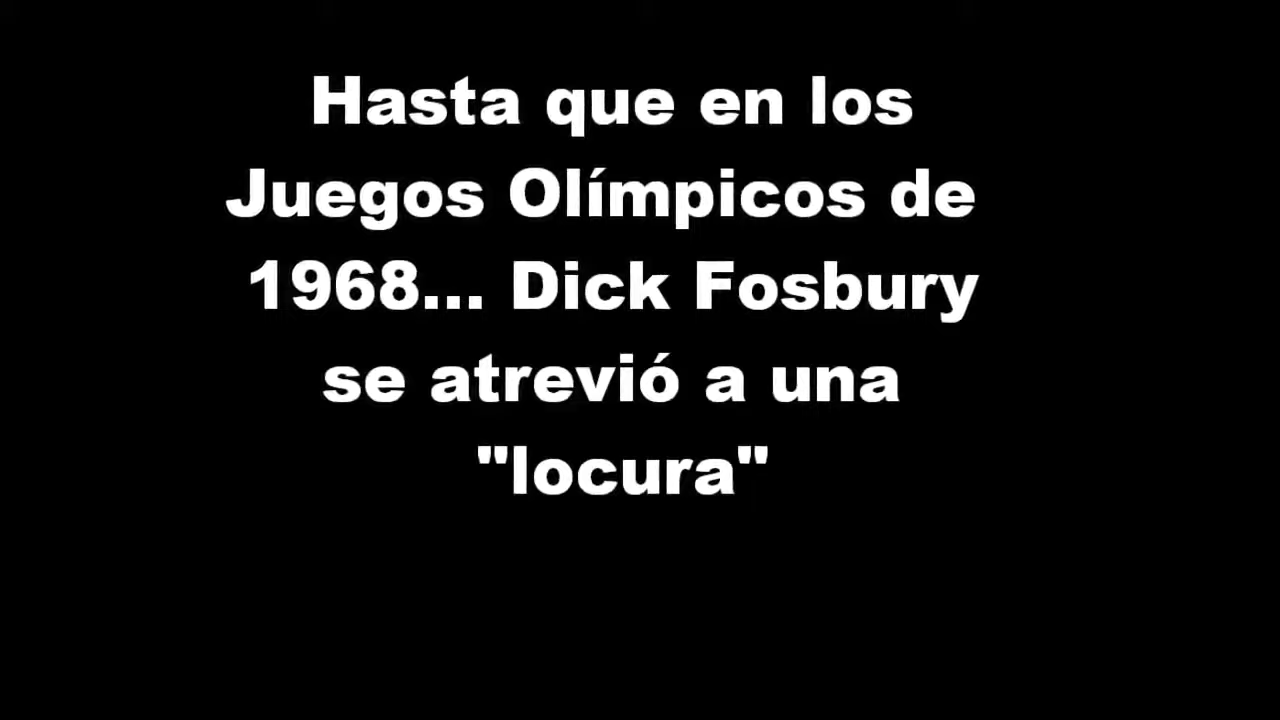 Hasta que en los
Juegos Olímpicos de
1968... Dick Fosbury
se atrevió a una
"locura"